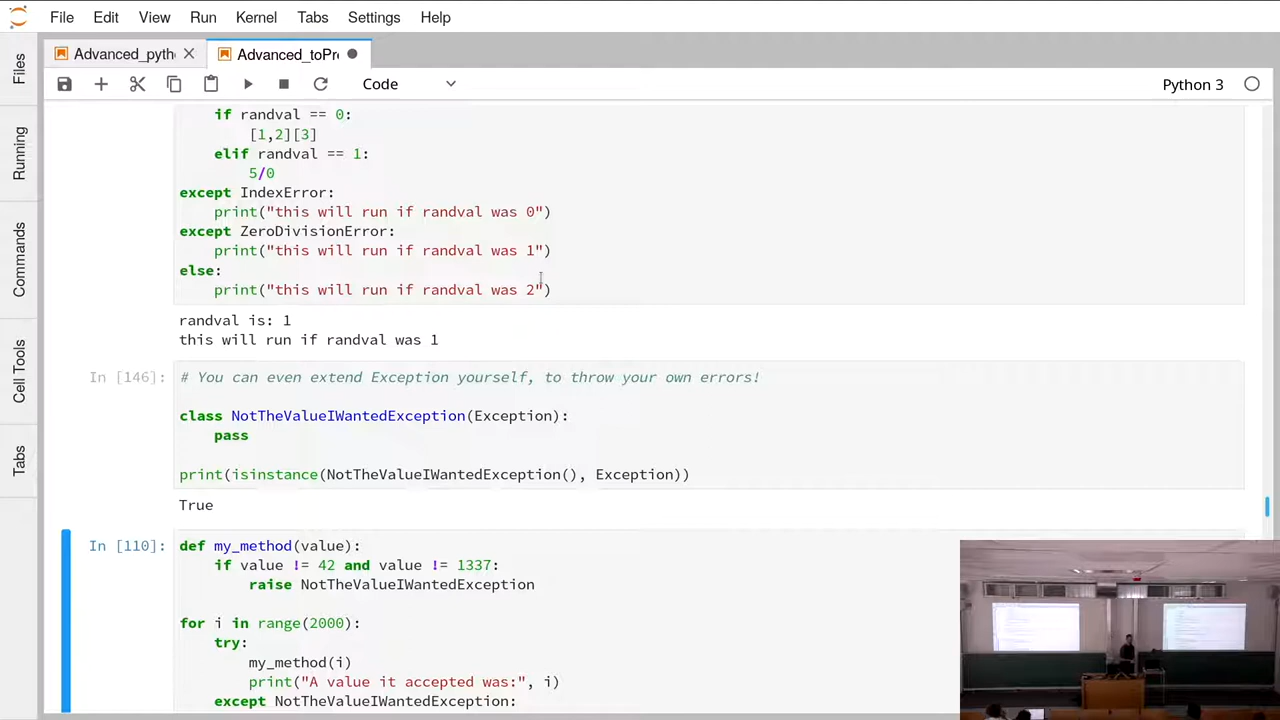 File Edit View Run Kernel Tabs Settings Help
Advanced_pyth
Advanced_toPr
Code
Python 3
Files
Running
Commands
Cell Tools
Tabs
if randval == 0:
[1,2][3]
elif randval == 1:
5/0
except IndexError:
print("this will run if randval was 0")
except ZeroDivisionError:
print("this will run if randval was 1")
else:
print("this will run if randval was 2")
randval is: 1
this will run if randval was 1
In [146]:
# You can even extend Exception yourself, to throw your own errors!
class NotTheValueIWantedException(Exception):
pass
print(isinstance(NotTheValueIWantedException(), Exception))
True
In [110]:
def my_method(value):
if value != 42 and value != 1337:
raise NotTheValueIWantedException
for i in range(2000):
try:
my_method(i)
print("A value it accepted was:", i)
except NotTheValueIWantedException: